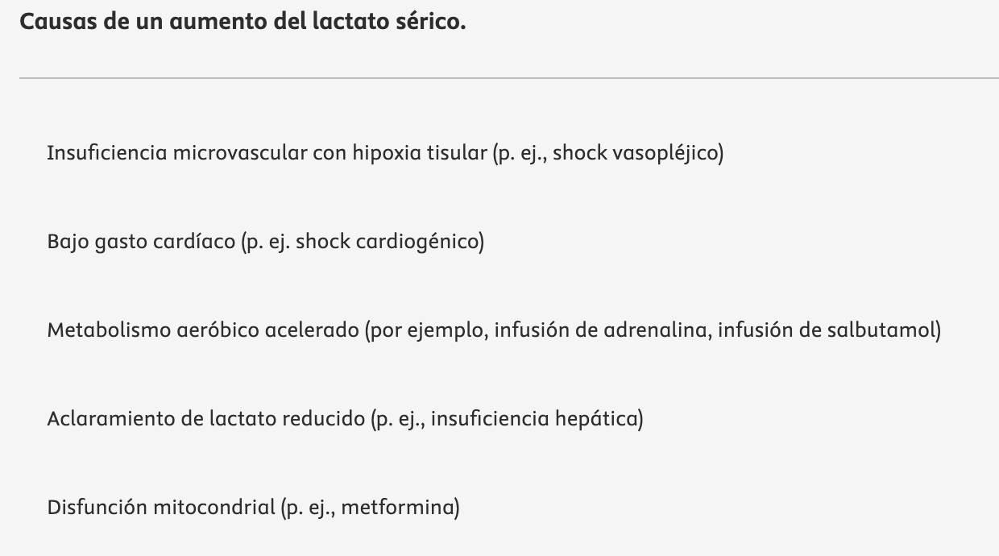 Causas de un aumento del lactato sérico.
Insuficiencia microvascular con hipoxia tisular (p. ej., shock vasopléjico)
Bajo gasto cardíaco (p. ej. shock cardiogénico)
Metabolismo aeróbico acelerado (por ejemplo, infusión de adrenalina, infusión de salbutamol)
Aclaramiento de lactato reducido (p. ej., insuficiencia hepática)
Disfunción mitocondrial (p. ej., metformina)